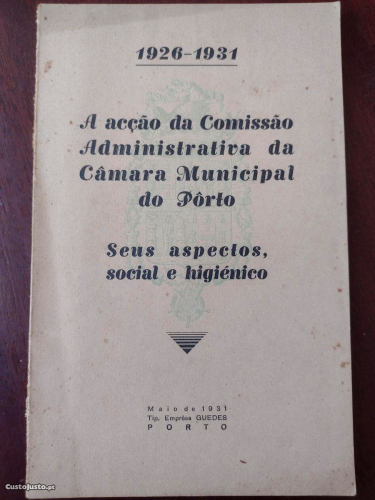 1926-1931
A acção da Comissão
Administrativa da
Câmara Municipal
do Pôrto
Seus aspectos,
social e higiénico
Maio de 1931
Tip. Emprêsa GUEDES
PORTO
CustoJusto.pt